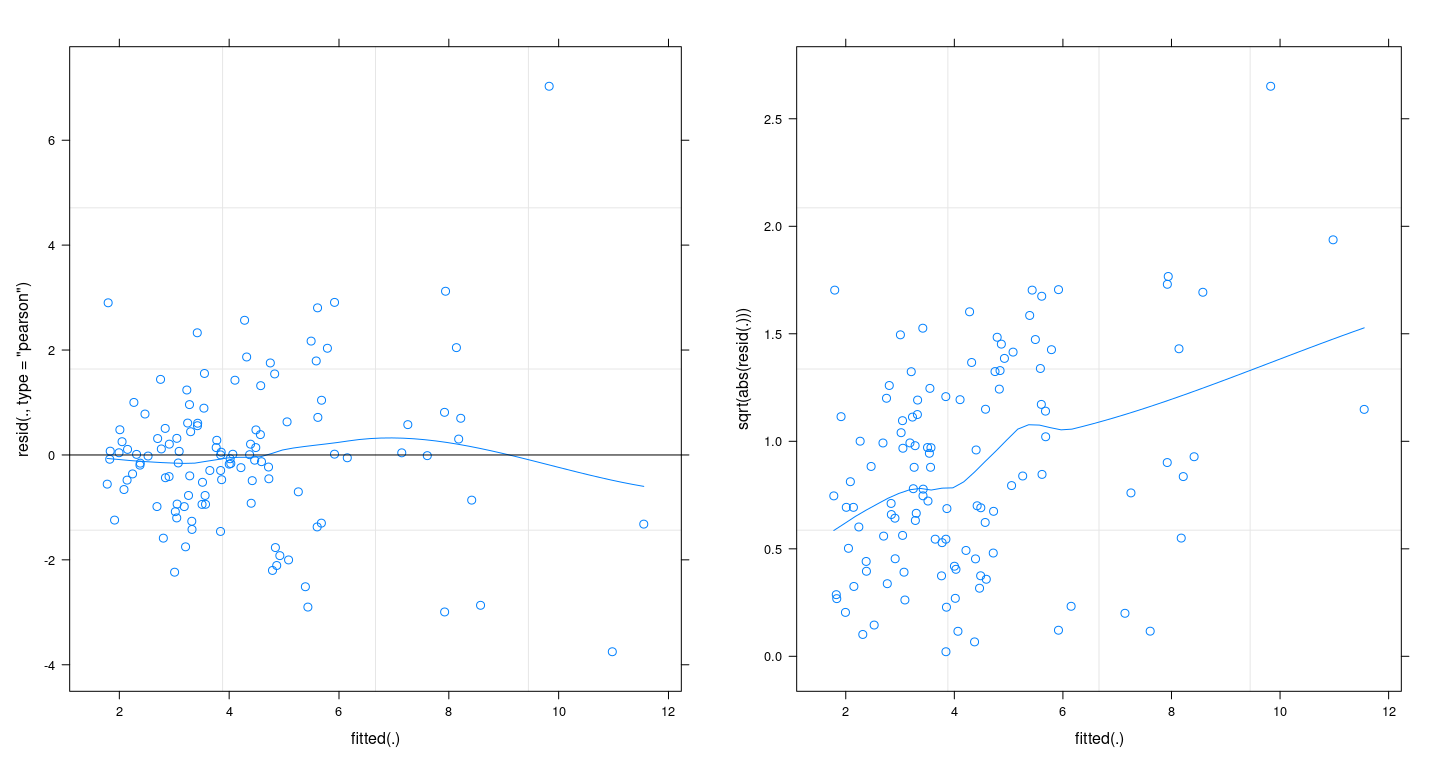 6
4
2
0
-2
-4
resid(., type = "pearson")
2 4 6 8 10 12
fitted(.)
2.5
2.0
1.5
1.0
0.5
0.0
sqrt(abs(resid(.)))
2 4 6 8 10 12
fitted(.)